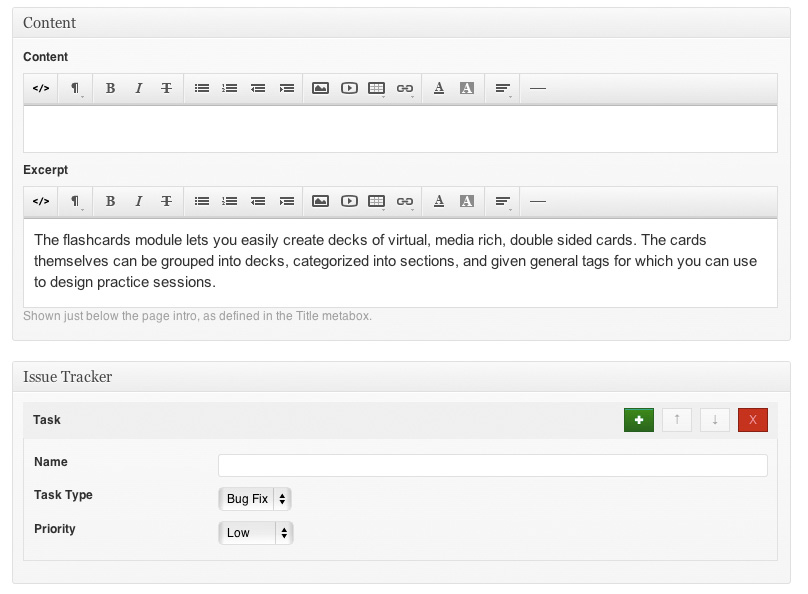 Content
Content
</> ¶ B I T A A —
Excerpt
</> ¶ B I T A A —
The flashcards module lets you easily create decks of virtual, media rich, double sided cards. The cards
themselves can be grouped into decks, categorized into sections, and given general tags for which you can use
to design practice sessions.
Shown just below the page intro, as defined in the Title metabox.
Issue Tracker
Task + ↑ ↓ X
Name
Task Type Bug Fix
Priority Low